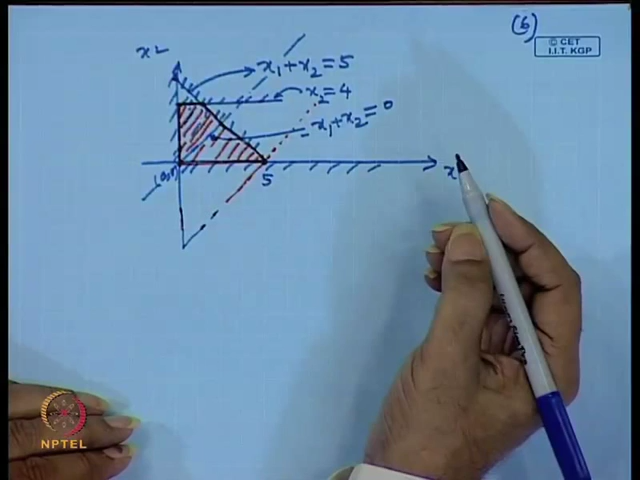 (6)
© CET
I.I.T. KGP
x2
x1+x2=5
x2=4
-x1+x2=0
(0,0)
5
x
NPTEL